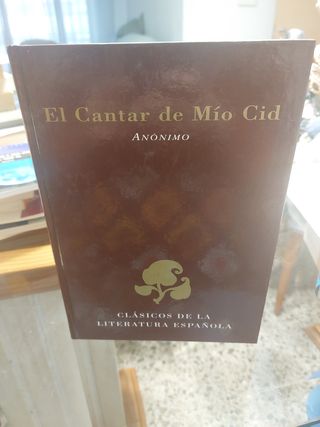 El Cantar de Mío Cid
ANÓNIMO
CLÁSICOS DE LA
LITERATURA ESPAÑOLA